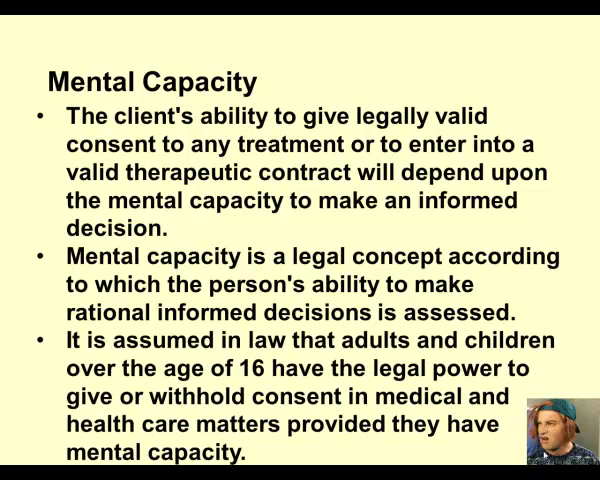 Mental Capacity
• The client's ability to give legally valid
consent to any treatment or to enter into a
valid therapeutic contract will depend upon
the mental capacity to make an informed
decision.
• Mental capacity is a legal concept according
to which the person's ability to make
rational informed decisions is assessed.
• It is assumed in law that adults and children
over the age of 16 have the legal power to
give or withhold consent in medical and
health care matters provided they have
mental capacity.